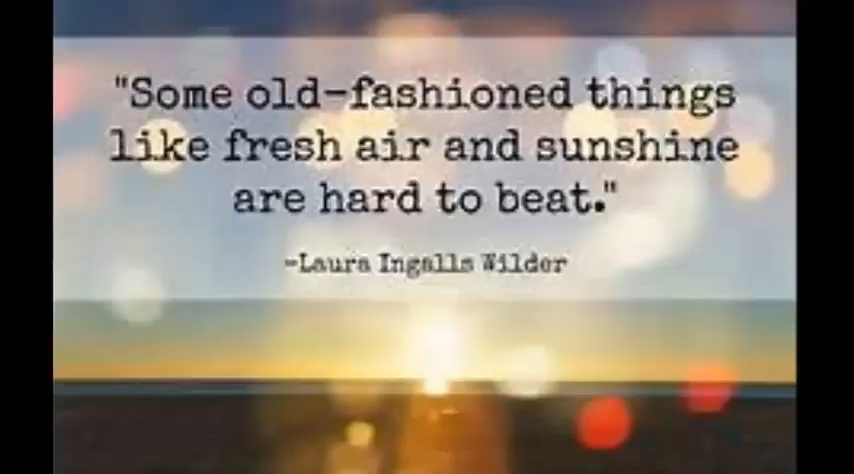 "Some old-fashioned things
like fresh air and sunshine
are hard to beat."
-Laura Ingalls Wilder